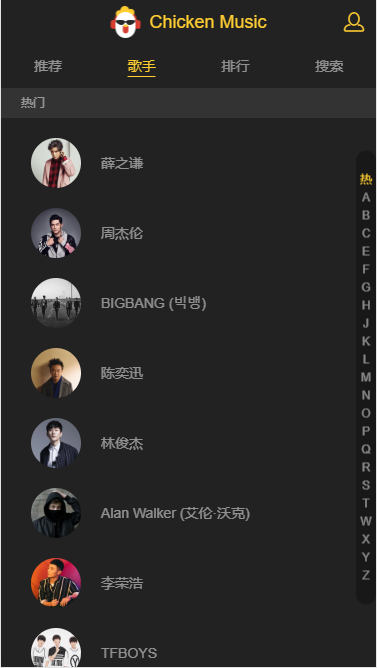 Chicken Music
推荐 歌手 排行 搜索
热门
薛之谦
周杰伦
BIGBANG (빅뱅)
陈奕迅
林俊杰
Alan Walker (艾伦·沃克)
李荣浩
TFBOYS
热
A
B
C
E
F
G
H
J
K
L
M
N
O
P
Q
R
S
T
W
X
Y
Z